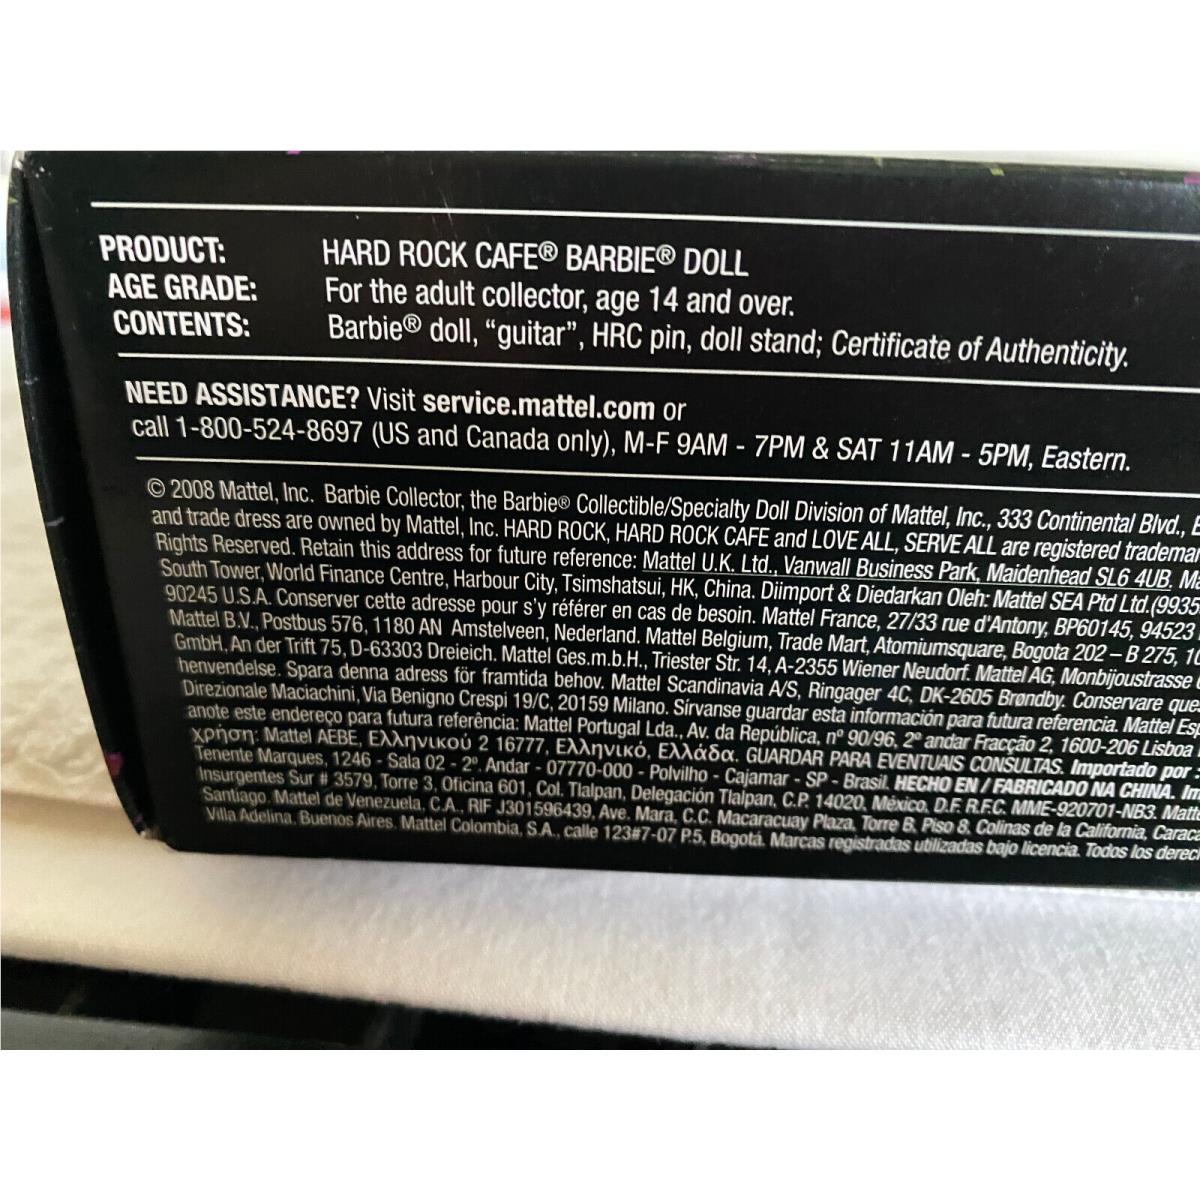 PRODUCT: HARD ROCK CAFE® BARBIE® DOLL
AGE GRADE: For the adult collector, age 14 and over.
CONTENTS: Barbie® doll, “guitar”, HRC pin, doll stand; Certificate of Authenticity.
NEED ASSISTANCE? Visit service.mattel.com or
call 1-800-524-8697 (US and Canada only), M-F 9AM - 7PM & SAT 11AM - 5PM, Eastern.
© 2008 Mattel, Inc. Barbie Collector, the Barbie® Collectible/Specialty Doll Division of Mattel, Inc., 333 Continental Blvd.,
and trade dress are owned by Mattel, Inc. HARD ROCK, HARD ROCK CAFE and LOVE ALL, SERVE ALL are registered
Rights Reserved. Retain this address for future reference: Mattel U.K. Ltd., Vanwall Business Park, Maidenhead SL6 4UB.
South Tower, World Finance Centre, Harbour City, Tsimshatsui, HK, China. Diimport & Diedarkan Oleh: Mattel SEA Ptd Ltd.
90245 U.S.A. Conserver cette adresse pour s'y référer en cas de besoin. Mattel France, 27/33 rue d'Antony, BP60145, 94523
Mattel B.V., Postbus 576, 1180 AN Amstelveen, Nederland. Mattel Belgium, Trade Mart, Atomiumsquare, Bogota 202 – B 275,
GmbH, An der Trift 75, D-63303 Dreieich. Mattel Ges.m.b.H., Triester Str. 14, A-2355 Wiener Neudorf. Mattel AG, Monbijoustrasse
henvendelse. Spara denna adress för framtida behov. Mattel Scandinavia A/S, Ringager 4C, DK-2605 Brøndby. Conservare
Direzionale Maciachini, Via Benigno Crespi 19/C, 20159 Milano. Sírvanse guardar esta información para futura referencia. Mattel
anote este endereço para futura referência: Mattel Portugal Lda., Av. da República, nº 90/96, 2º andar Fracção 2, 1600-206 Lisboa
χρήση: Mattel AEBE, Ελληνικού 2 16777, Ελληνικό, Ελλάδα. GUARDAR PARA EVENTUAIS CONSULTAS. Importado por
Tenente Marques, 1246 - Sala 02 - 2º. Andar - 07770-000 - Polvilho - Cajamar - SP - Brasil. HECHO EN / FABRICADO NA CHINA.
Insurgentes Sur # 3579, Torre 3, Oficina 601, Col. Tlalpan, Delegación Tlalpan, C.P. 14020, México, D.F. R.F.C. MME-920701-NB3.
Santiago. Mattel de Venezuela, C.A., RIF J301596439, Ave. Mara, C.C. Macaracuay Plaza, Torre B, Piso 8, Colinas de la California,
Villa Adelina, Buenos Aires. Mattel Colombia, S.A., calle 123#7-07 P.5, Bogotá. Marcas registradas utilizadas bajo licencia. Todos los